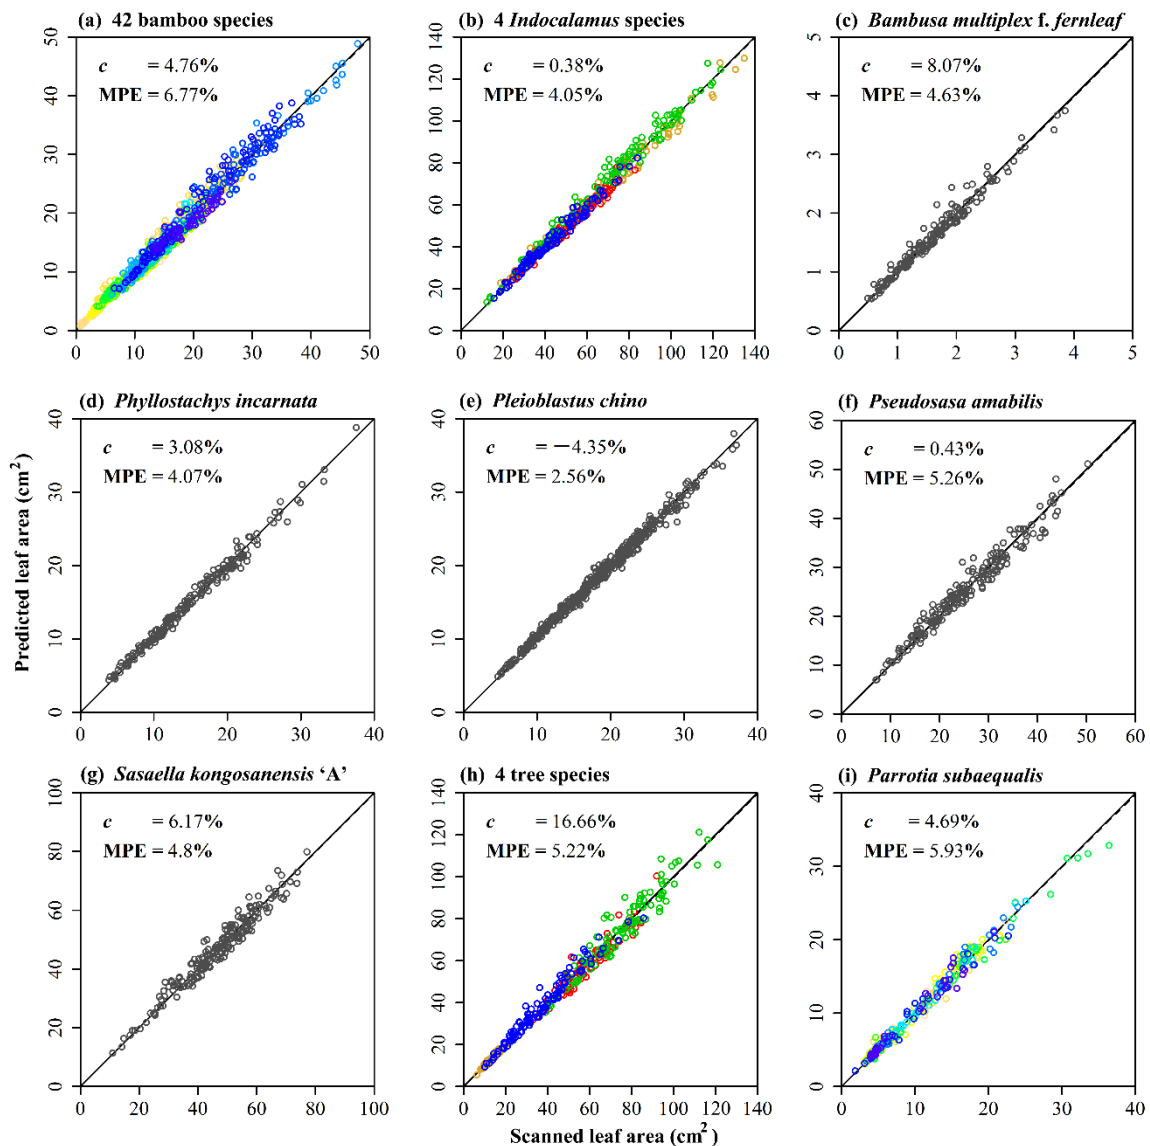 (a) 42 bamboo species
c = 4.76%
MPE = 6.77%
0 10 20 30 40 50
0 10 20 30 40 50
(b) 4 Indocalamus species
c = 0.38%
MPE = 4.05%
0 20 40 60 80 100 120 140
0 20 40 60 80 100 120 140
(c) Bambusa multiplex f. fernleaf
c = 8.07%
MPE = 4.63%
0 1 2 3 4 5
0 1 2 3 4 5
(d) Phyllostachys incarnata
c = 3.08%
MPE = 4.07%
0 10 20 30 40
0 10 20 30 40
(e) Pleioblastus chino
c = −4.35%
MPE = 2.56%
0 10 20 30 40
0 10 20 30 40
(f) Pseudosasa amabilis
c = 0.43%
MPE = 5.26%
0 10 20 30 40 50 60
0 10 20 30 40 50 60
(g) Sasaella kongosanensis ‘A’
c = 6.17%
MPE = 4.8%
0 20 40 60 80 100
0 20 40 60 80 100
(h) 4 tree species
c = 16.66%
MPE = 5.22%
0 20 40 60 80 100 120 140
0 20 40 60 80 100 120 140
(i) Parrotia subaequalis
c = 4.69%
MPE = 5.93%
0 10 20 30 40
0 10 20 30 40
Predicted leaf area (cm²)
Scanned leaf area (cm²)